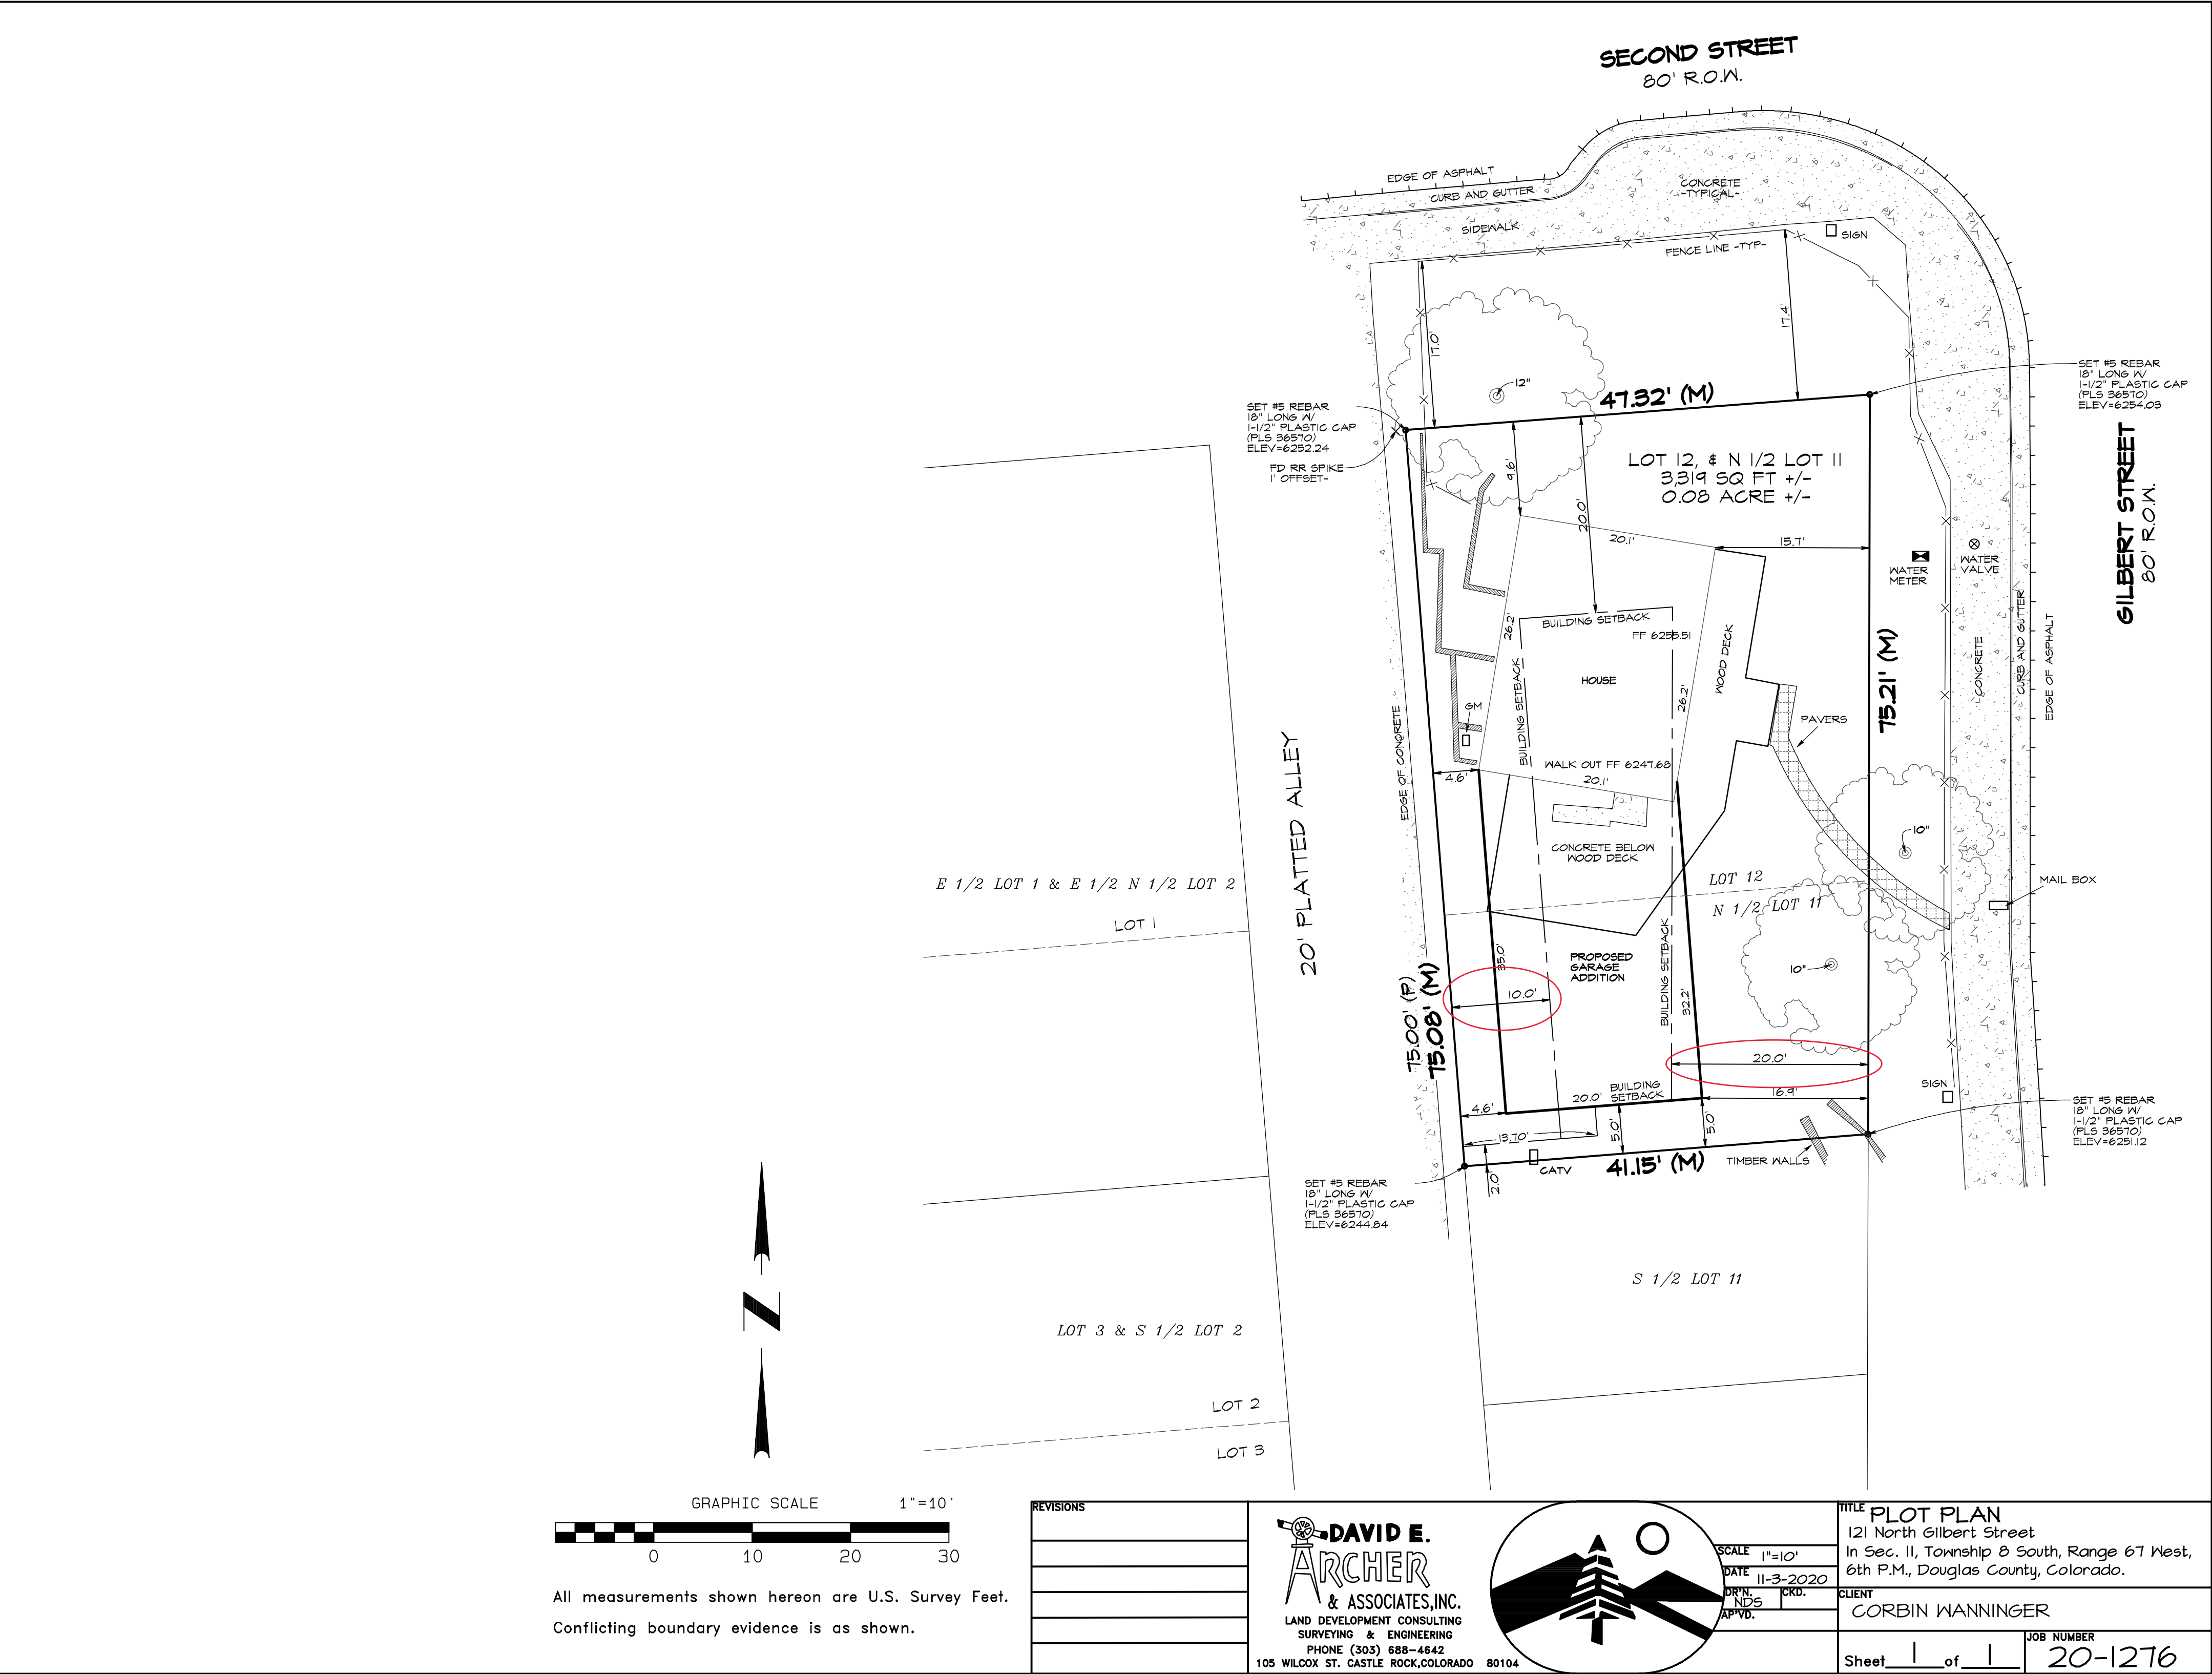 SECOND STREET
80' R.O.W.
EDGE OF ASPHALT
CURB AND GUTTER
CONCRETE
-TYPICAL-
SIDEWALK
FENCE LINE -TYP-
SIGN
17.0'
17.4'
12"
47.32' (M)
SET #5 REBAR
18" LONG W/
1-1/2" PLASTIC CAP
(PLS 36570)
ELEV=6254.03
SET #5 REBAR
18" LONG W/
1-1/2" PLASTIC CAP
(PLS 36570)
ELEV=6252.24
FD RR SPIKE
1' OFFSET-
LOT 12, & N 1/2 LOT 11
3,319 SQ FT +/-
0.08 ACRE +/-
GILBERT STREET
80' R.O.W.
9.6'
20.0'
20.1'
15.7'
WATER
METER
WATER
VALVE
BUILDING SETBACK
FF 6255.51
26.2'
HOUSE
WOOD DECK
BUILDING SETBACK
26.2'
75.21' (M)
CONCRETE
CURB AND GUTTER
EDGE OF ASPHALT
GM
PAVERS
EDGE OF CONCRETE
WALK OUT FF 6247.68
20.1'
4.6'
20' PLATTED ALLEY
CONCRETE BELOW
WOOD DECK
10"
E 1/2 LOT 1 & E 1/2 N 1/2 LOT 2
LOT 1
LOT 12
N 1/2 LOT 11
MAIL BOX
35.0'
PROPOSED
GARAGE
ADDITION
BUILDING SETBACK
10"
10.0'
32.2'
75.00' (P)
75.08' (M)
20.0'
BUILDING
SETBACK
20.0'
16.9'
SIGN
4.6'
13.70'
5.0'
5.0'
SET #5 REBAR
18" LONG W/
1-1/2" PLASTIC CAP
(PLS 36570)
ELEV=6251.12
41.15' (M)
TIMBER WALLS
CATV
2.0'
SET #5 REBAR
18" LONG W/
1-1/2" PLASTIC CAP
(PLS 36570)
ELEV=6244.84
S 1/2 LOT 11
N
LOT 3 & S 1/2 LOT 2
LOT 2
LOT 3
GRAPHIC SCALE 1"=10'
0 10 20 30
All measurements shown hereon are U.S. Survey Feet.
Conflicting boundary evidence is as shown.
REVISIONS
DAVID E.
ARCHER
& ASSOCIATES,INC.
LAND DEVELOPMENT CONSULTING
SURVEYING & ENGINEERING
PHONE (303) 688-4642
105 WILCOX ST. CASTLE ROCK,COLORADO 80104
SCALE 1"=10'
DATE 11-3-2020
DR'N. NDS CKD.
AP'VD.
TITLE PLOT PLAN
121 North Gilbert Street
In Sec. 11, Township 8 South, Range 67 West,
6th P.M., Douglas County, Colorado.
CLIENT
CORBIN WANNINGER
Sheet 1 of 1
JOB NUMBER
20-1276